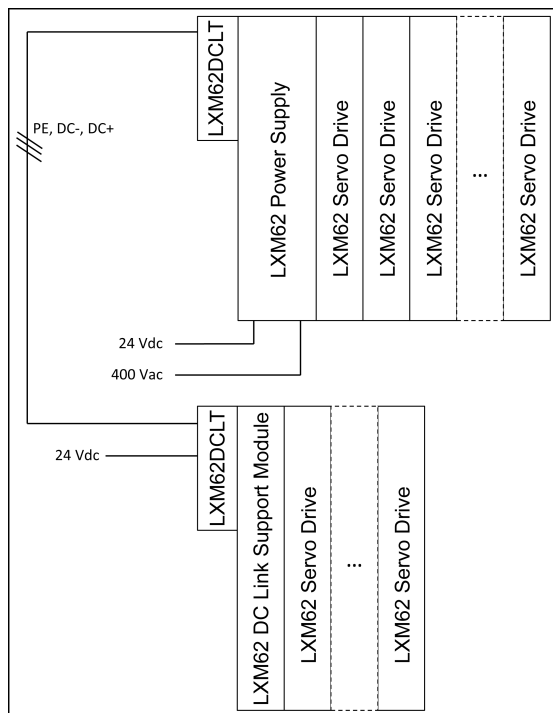 LXM62DCLT
LXM62 Power Supply
LXM62 Servo Drive
LXM62 Servo Drive
LXM62 Servo Drive
...
LXM62 Servo Drive
PE, DC-, DC+
24 Vdc
400 Vac
24 Vdc
LXM62DCLT
LXM62 DC Link Support Module
LXM62 Servo Drive
...
LXM62 Servo Drive